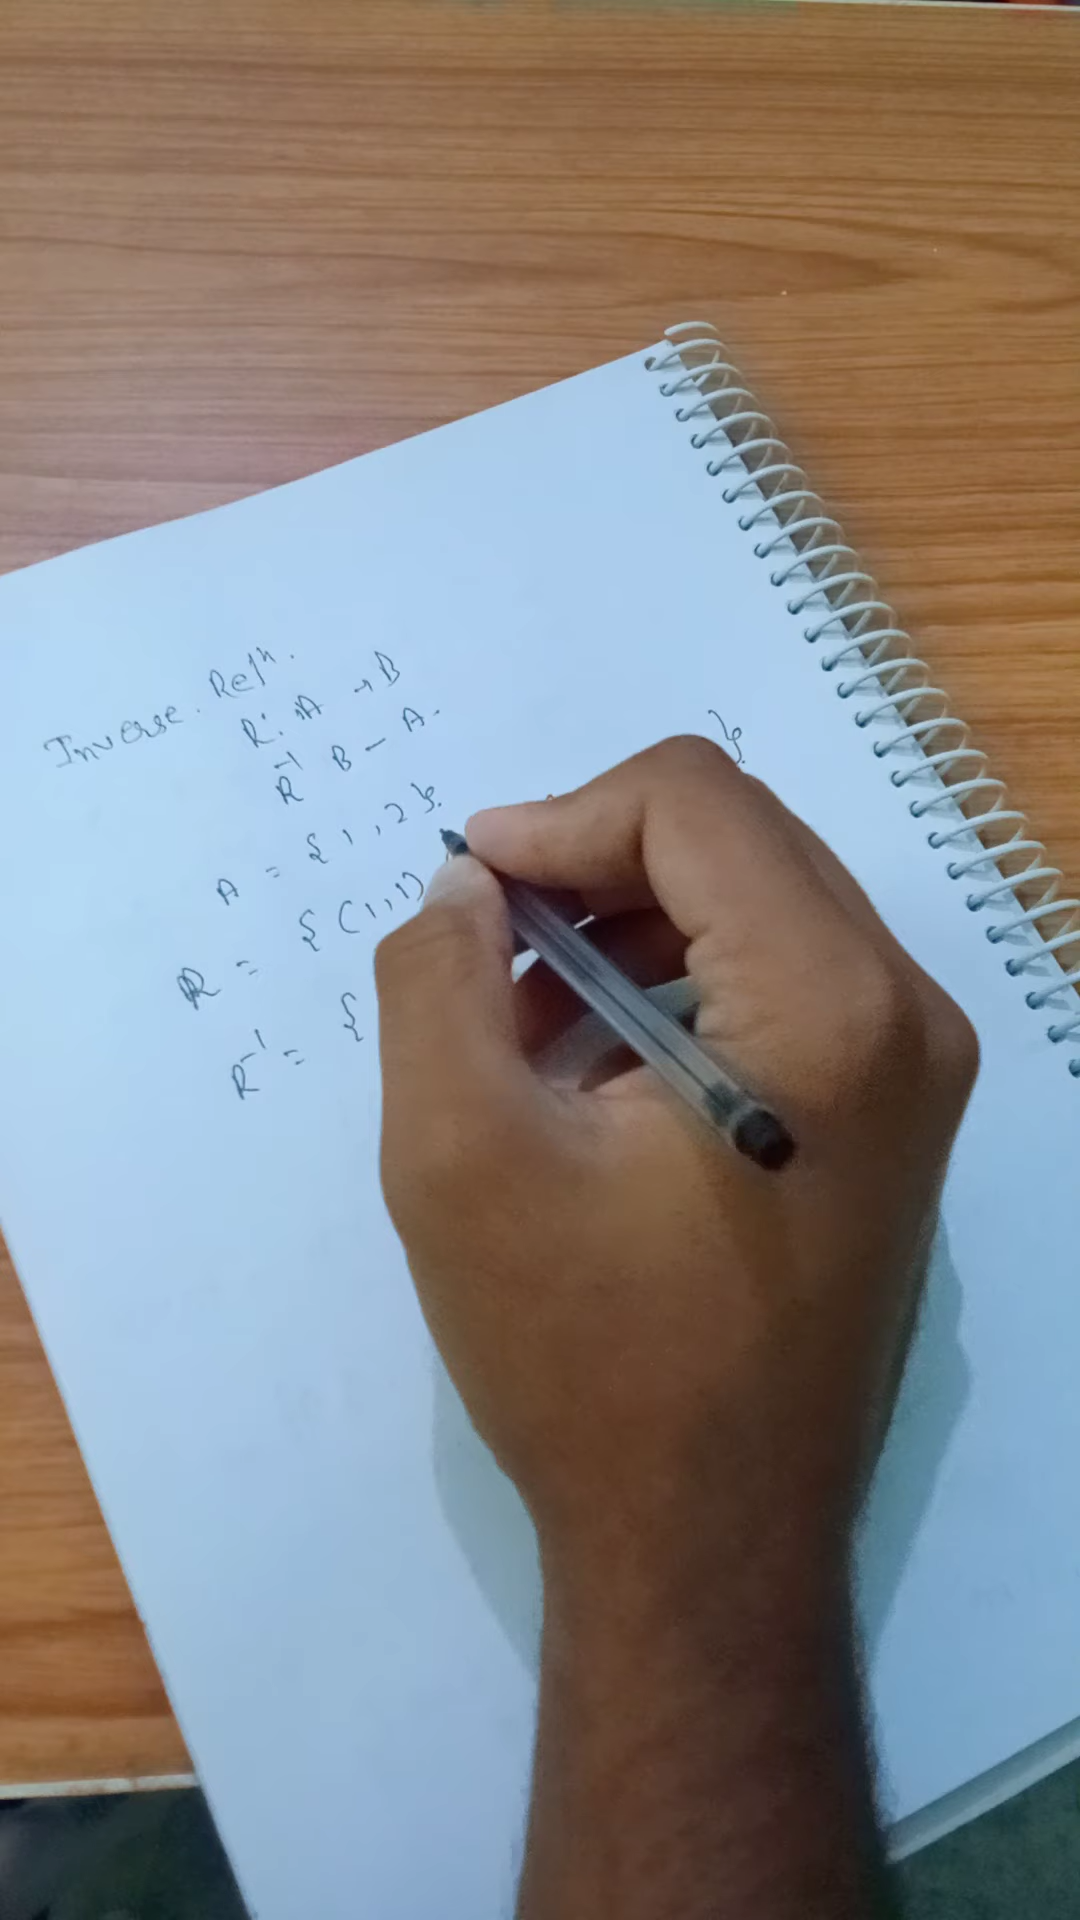 Inverse. Relⁿ.
R: A → B
R⁻¹ B – A.
A = {1, 2}.
R = {(1,1) }.
R⁻¹ = {